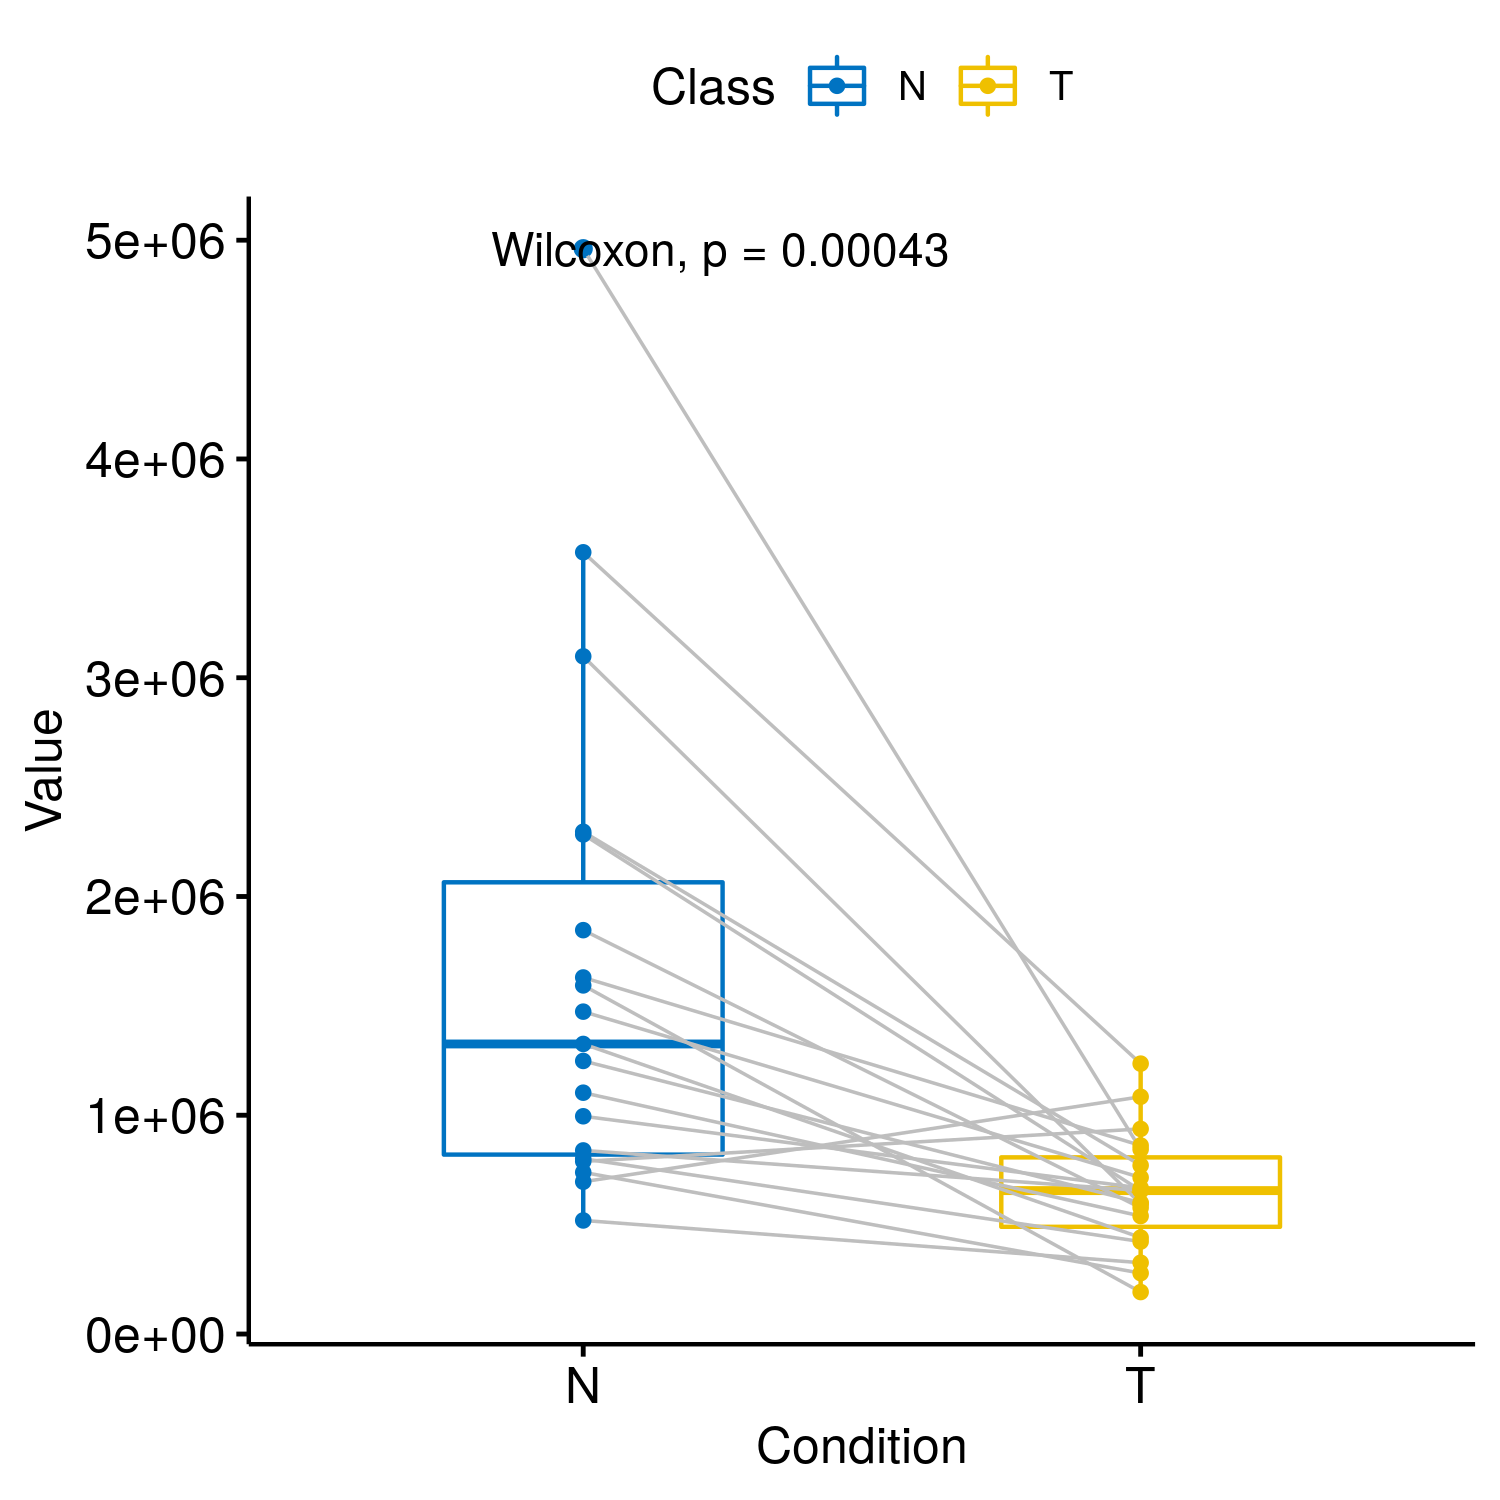 Class N T
Wilcoxon, p = 0.00043
5e+06
4e+06
3e+06
2e+06
1e+06
0e+00
Value
N T
Condition